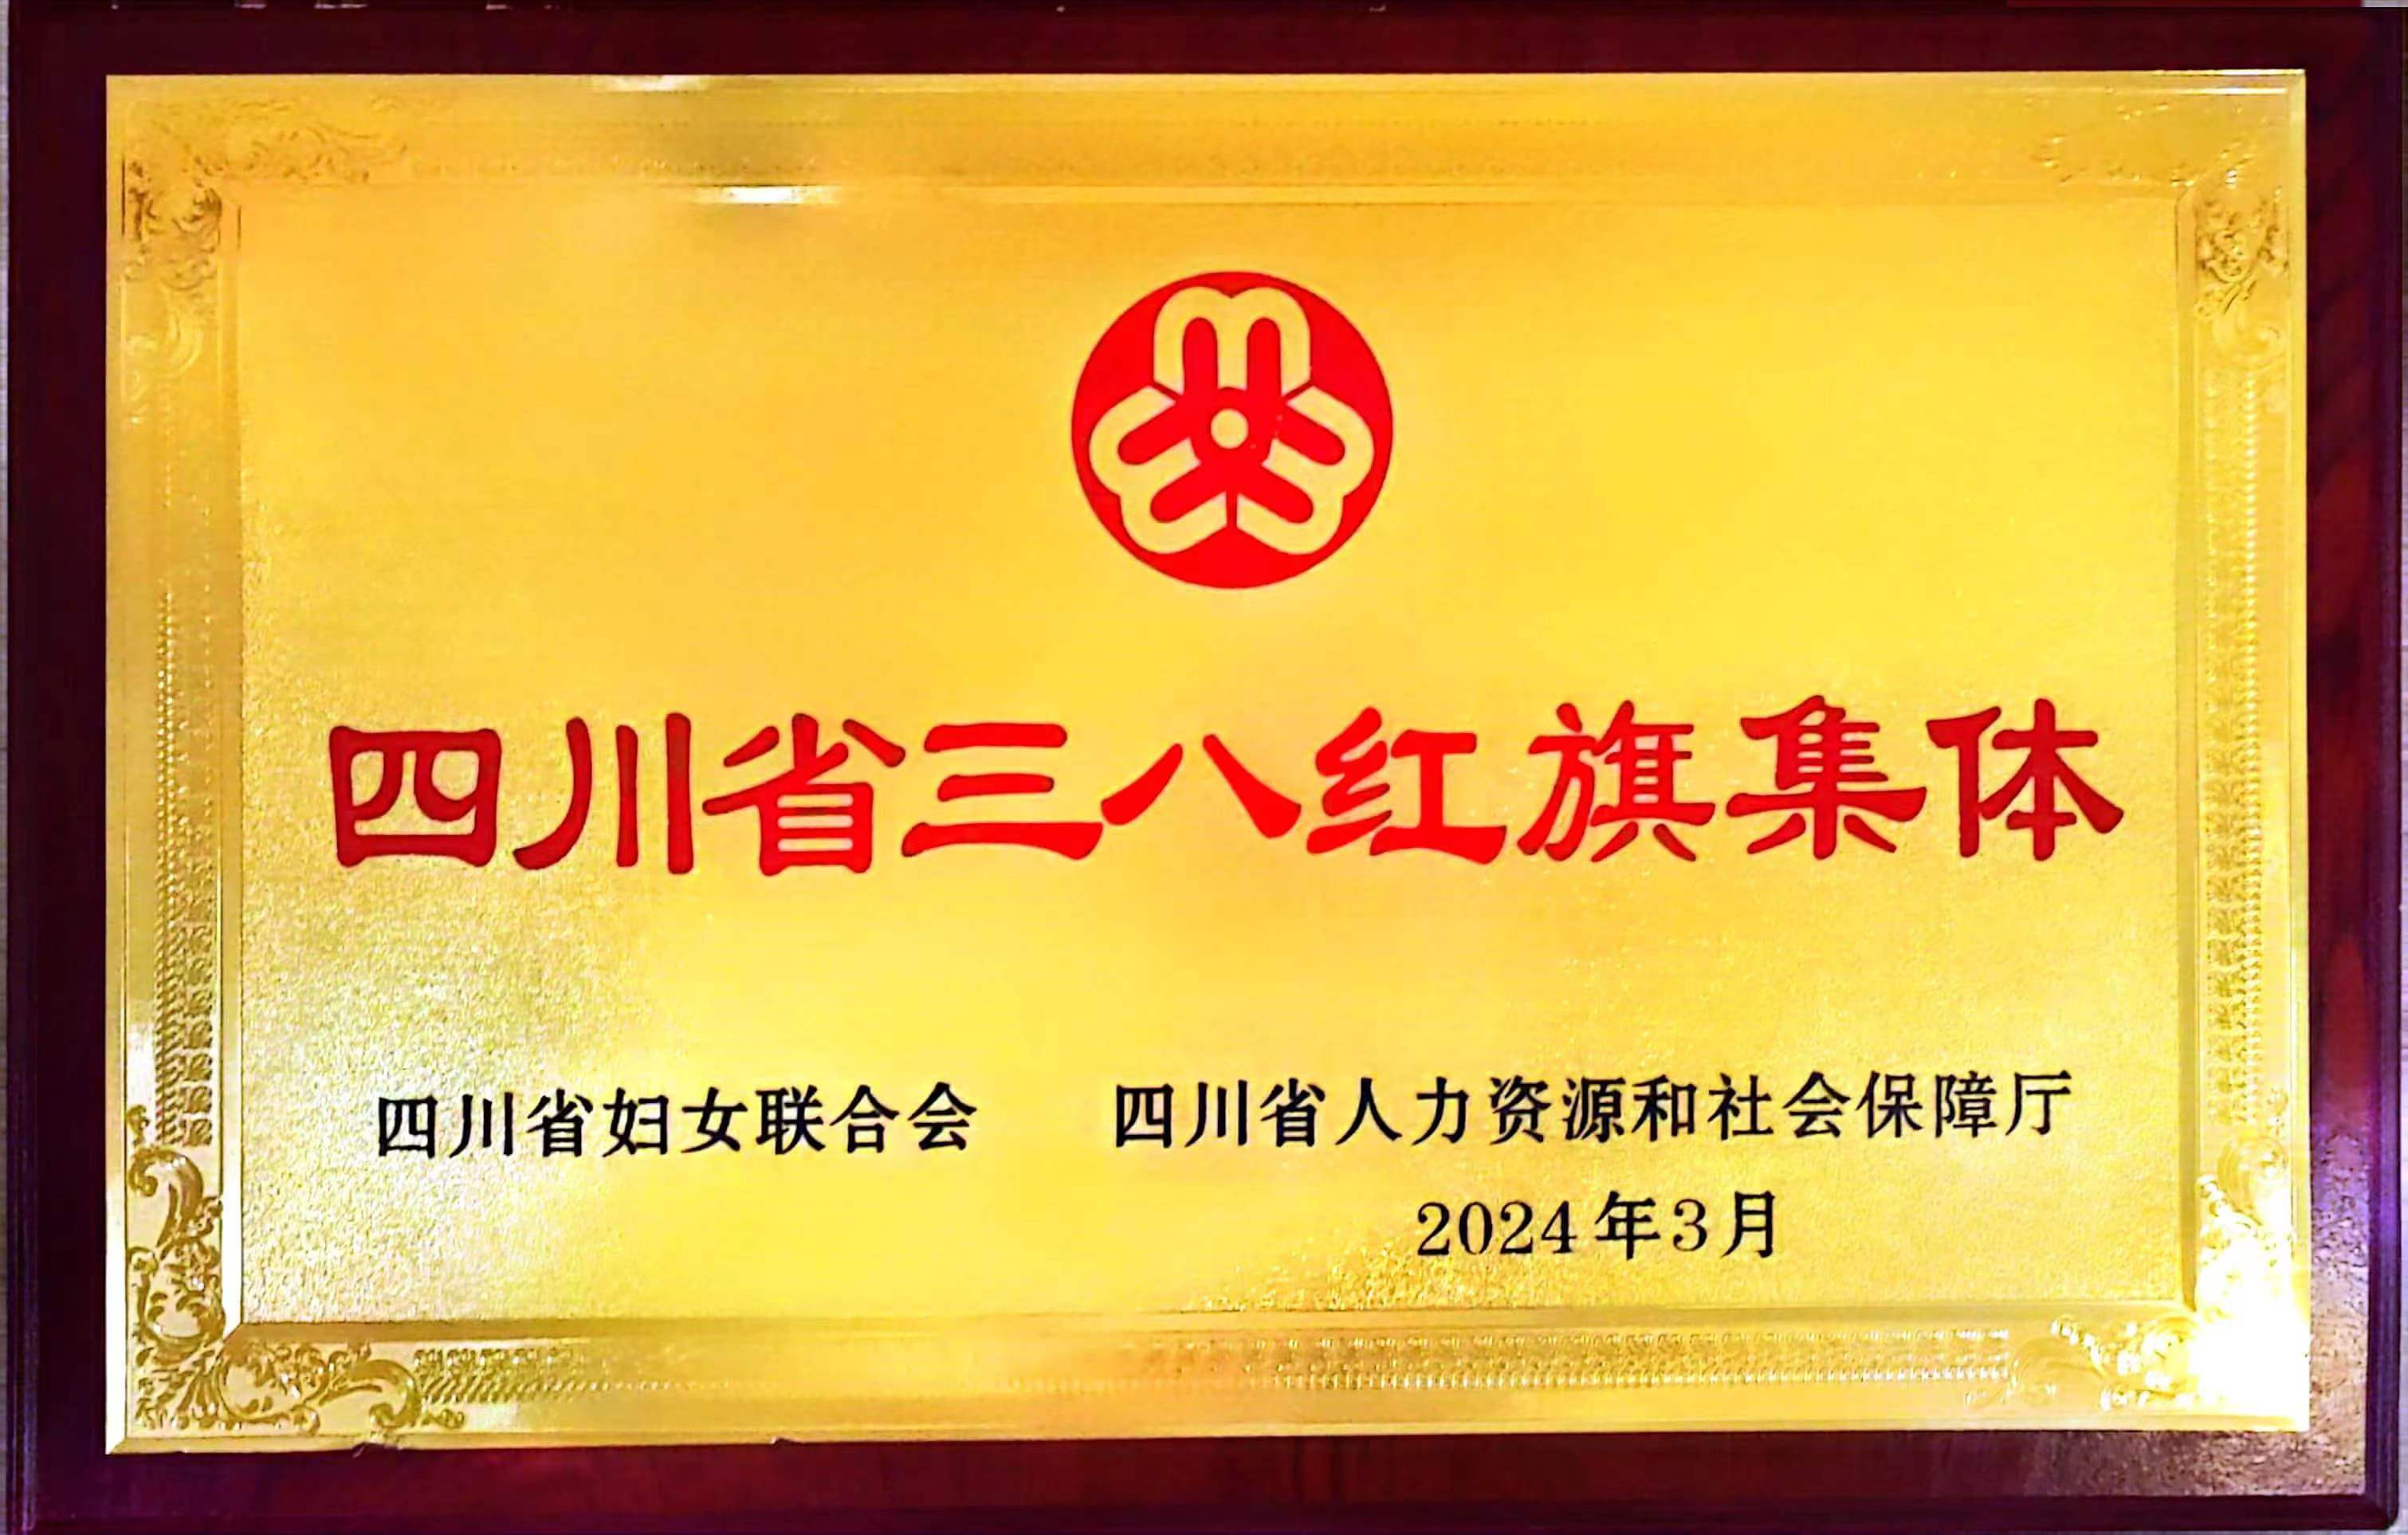 四川省三八红旗集体
四川省妇女联合会 四川省人力资源和社会保障厅
2024年3月